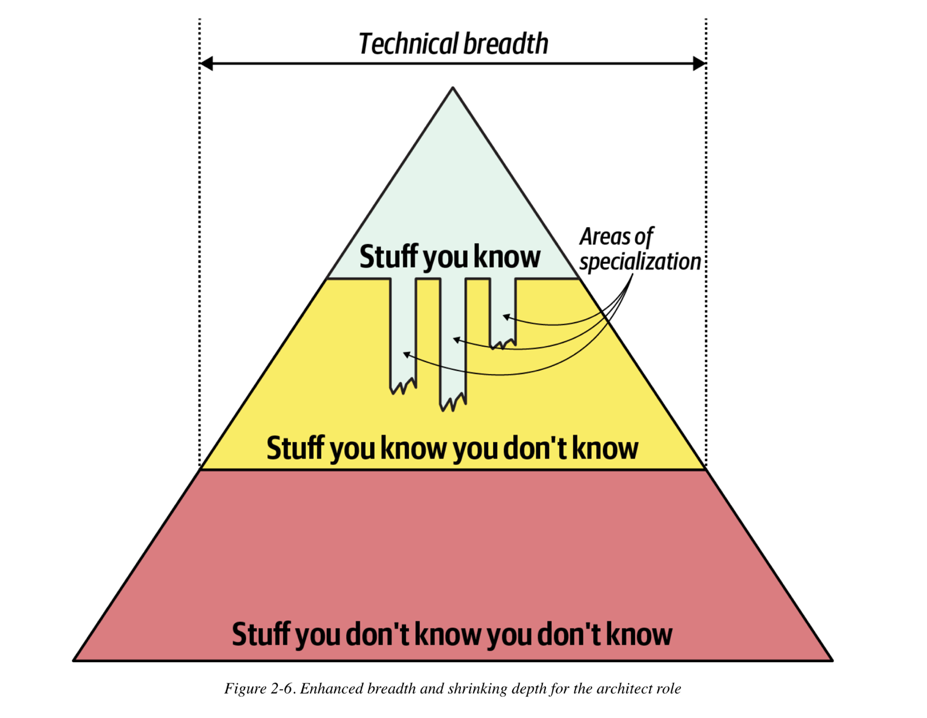 Technical breadth
Areas of
specialization
Stuff you know
Stuff you know you don't know
Stuff you don't know you don't know
Figure 2-6. Enhanced breadth and shrinking depth for the architect role